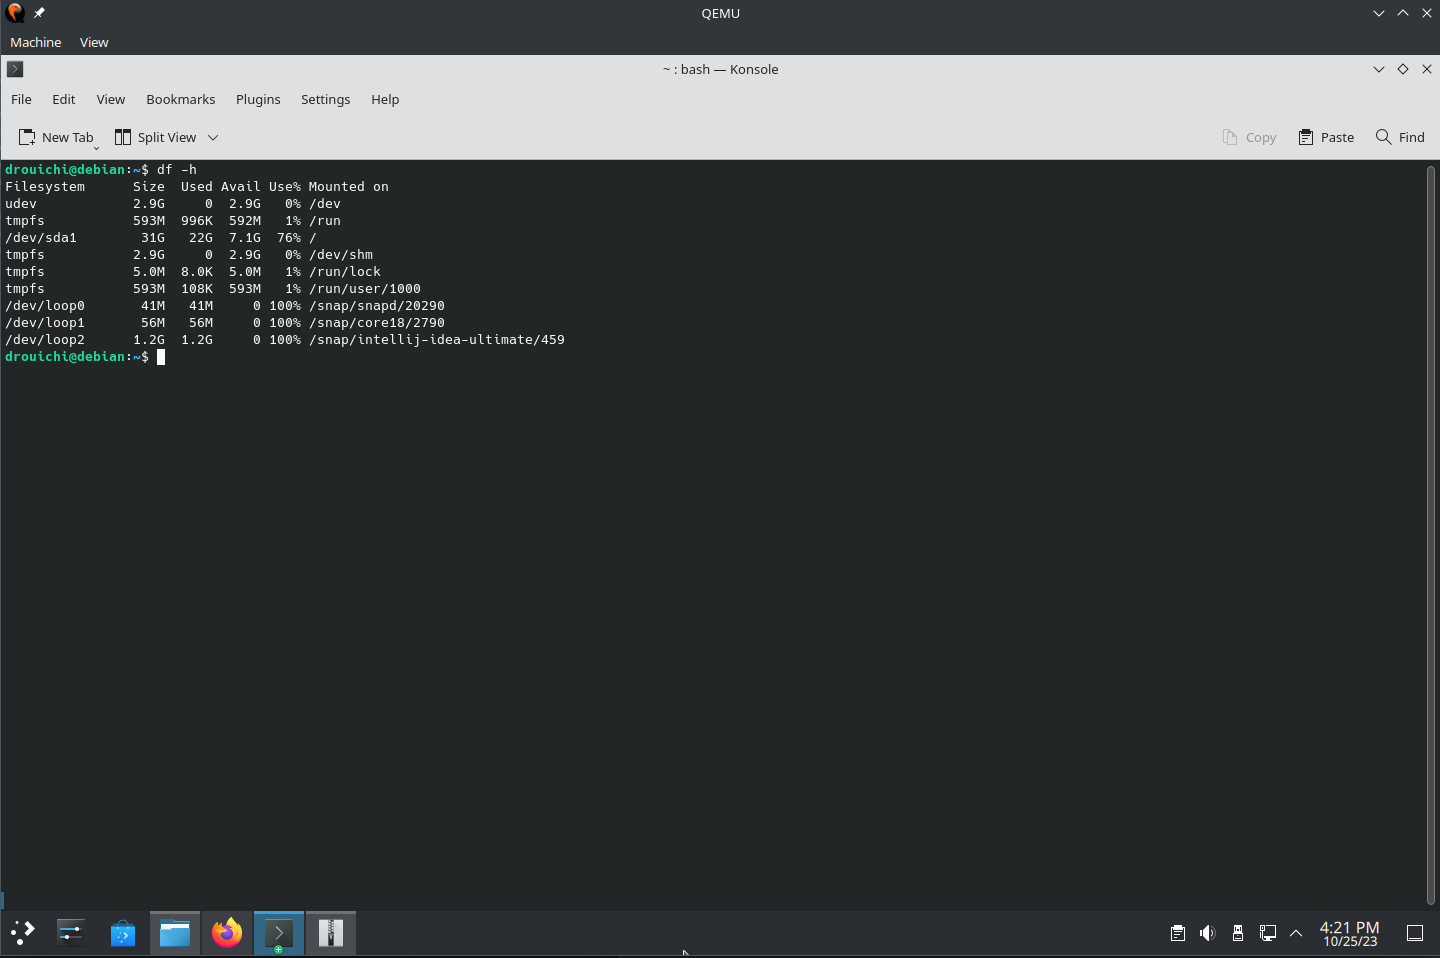 QEMU
Machine View
~ : bash — Konsole
File Edit View Bookmarks Plugins Settings Help
New Tab Split View Copy Paste Find
drouichi@debian:~$ df -h
Filesystem      Size  Used Avail Use% Mounted on
udev            2.9G     0  2.9G   0% /dev
tmpfs           593M  996K  592M   1% /run
/dev/sda1        31G   22G  7.1G  76% /
tmpfs           2.9G     0  2.9G   0% /dev/shm
tmpfs           5.0M  8.0K  5.0M   1% /run/lock
tmpfs           593M  108K  593M   1% /run/user/1000
/dev/loop0       41M   41M     0 100% /snap/snapd/20290
/dev/loop1       56M   56M     0 100% /snap/core18/2790
/dev/loop2      1.2G  1.2G     0 100% /snap/intellij-idea-ultimate/459
drouichi@debian:~$
4:21 PM
10/25/23